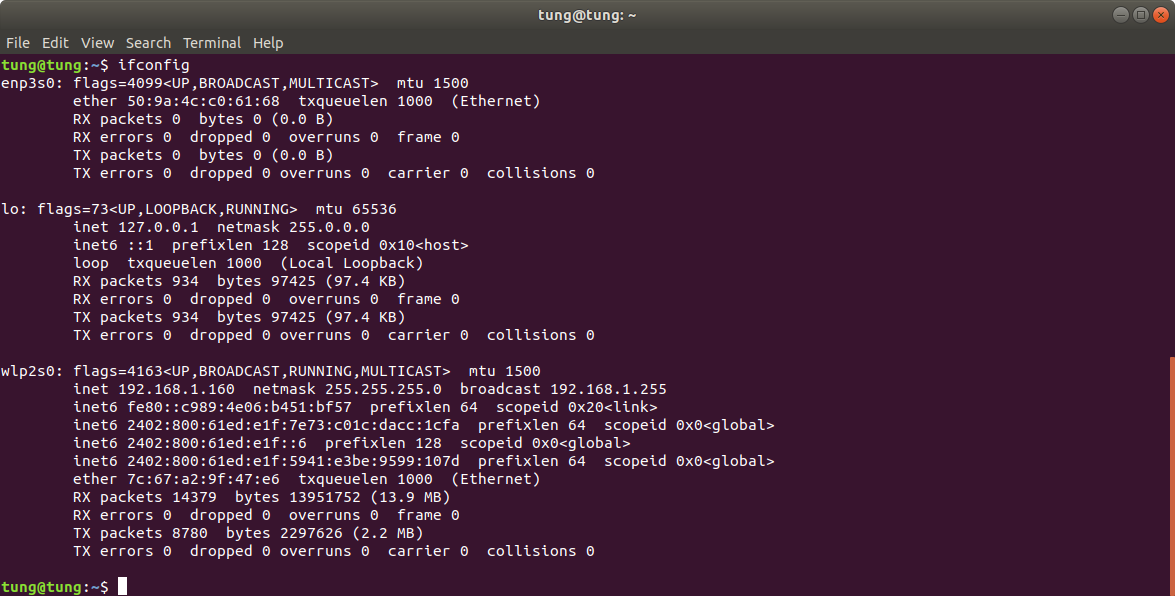 tung@tung: ~
File Edit View Search Terminal Help
tung@tung:~$ ifconfig
enp3s0: flags=4099<UP,BROADCAST,MULTICAST>  mtu 1500
        ether 50:9a:4c:c0:61:68  txqueuelen 1000  (Ethernet)
        RX packets 0  bytes 0 (0.0 B)
        RX errors 0  dropped 0  overruns 0  frame 0
        TX packets 0  bytes 0 (0.0 B)
        TX errors 0  dropped 0 overruns 0  carrier 0  collisions 0

lo: flags=73<UP,LOOPBACK,RUNNING>  mtu 65536
        inet 127.0.0.1  netmask 255.0.0.0
        inet6 ::1  prefixlen 128  scopeid 0x10<host>
        loop  txqueuelen 1000  (Local Loopback)
        RX packets 934  bytes 97425 (97.4 KB)
        RX errors 0  dropped 0  overruns 0  frame 0
        TX packets 934  bytes 97425 (97.4 KB)
        TX errors 0  dropped 0 overruns 0  carrier 0  collisions 0

wlp2s0: flags=4163<UP,BROADCAST,RUNNING,MULTICAST>  mtu 1500
        inet 192.168.1.160  netmask 255.255.255.0  broadcast 192.168.1.255
        inet6 fe80::c989:4e06:b451:bf57  prefixlen 64  scopeid 0x20<link>
        inet6 2402:800:61ed:e1f:7e73:c01c:dacc:1cfa  prefixlen 64  scopeid 0x0<global>
        inet6 2402:800:61ed:e1f::6  prefixlen 128  scopeid 0x0<global>
        inet6 2402:800:61ed:e1f:5941:e3be:9599:107d  prefixlen 64  scopeid 0x0<global>
        ether 7c:67:a2:9f:47:e6  txqueuelen 1000  (Ethernet)
        RX packets 14379  bytes 13951752 (13.9 MB)
        RX errors 0  dropped 0  overruns 0  frame 0
        TX packets 8780  bytes 2297626 (2.2 MB)
        TX errors 0  dropped 0 overruns 0  carrier 0  collisions 0

tung@tung:~$